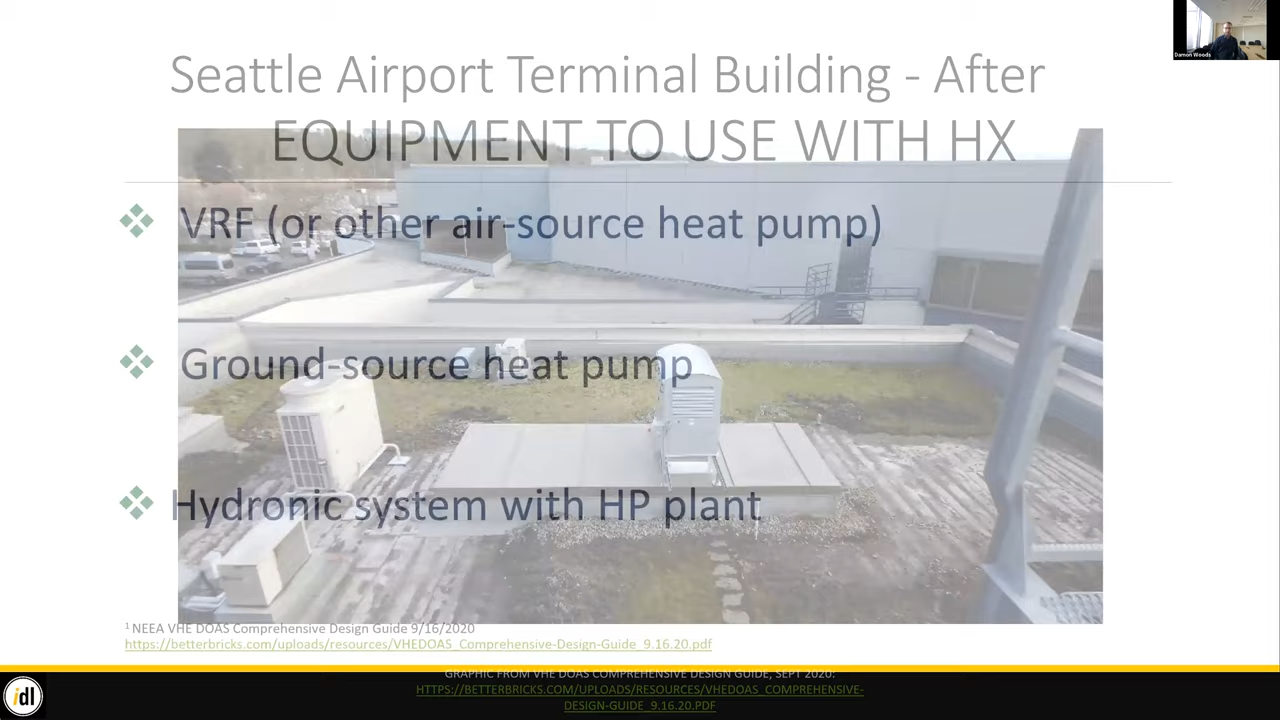 Damon Woods
Seattle Airport Terminal Building - After
EQUIPMENT TO USE WITH HX
VRF (or other air-source heat pump)
Ground-source heat pump
Hydronic system with HP plant
1 NEEA VHE DOAS Comprehensive Design Guide 9/16/2020
https://betterbricks.com/uploads/resources/VHEDOAS_Comprehensive-Design-Guide_9.16.20.pdf
GRAPHIC FROM VHE DOAS COMPREHENSIVE DESIGN GUIDE, SEPT 2020:
HTTPS://BETTERBRICKS.COM/UPLOADS/RESOURCES/VHEDOAS_COMPREHENSIVE-
DESIGN-GUIDE_9.16.20.PDF
idl